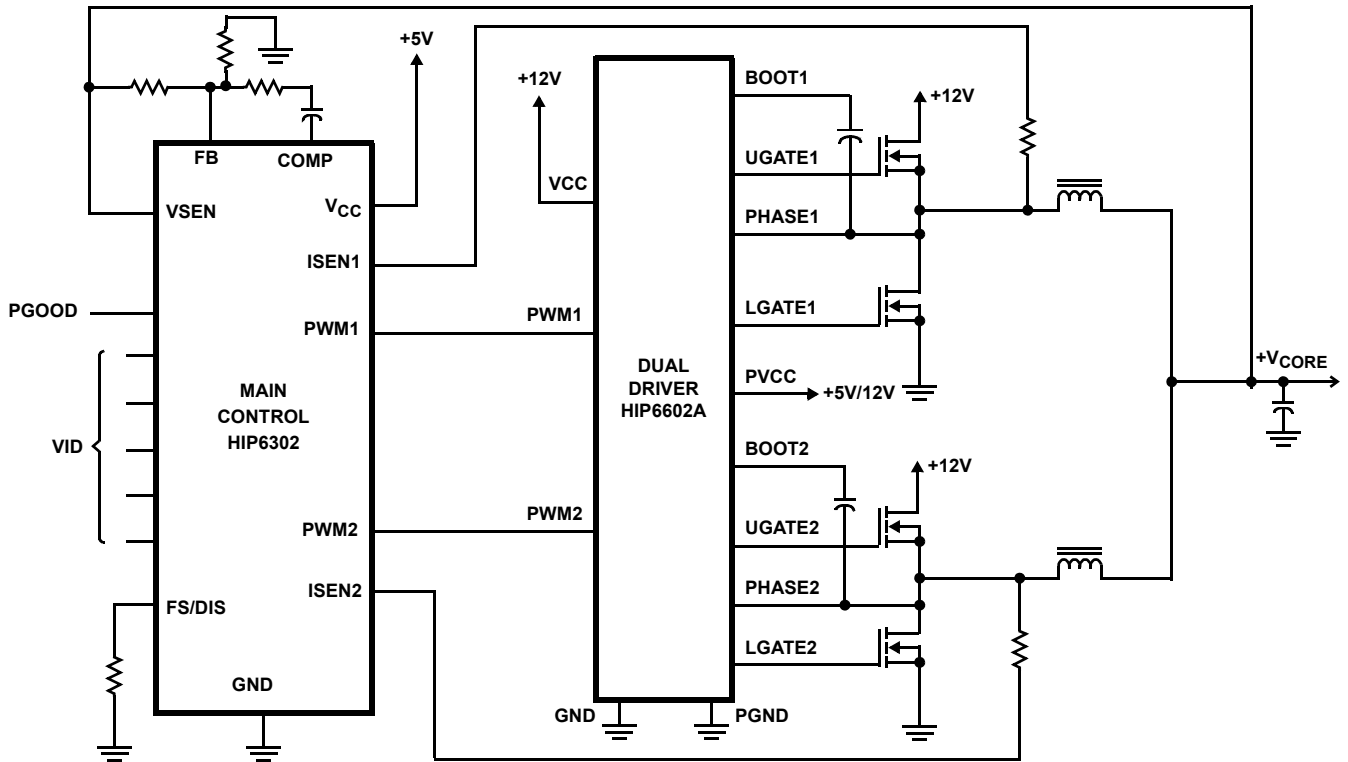 +5V
+12V
FB
COMP
VSEN
VCC
ISEN1
PGOOD
PWM1
MAIN
CONTROL
HIP6302
VID
PWM2
ISEN2
FS/DIS
GND
VCC
PWM1
PWM2
DUAL
DRIVER
HIP6602A
BOOT1
+12V
UGATE1
PHASE1
LGATE1
PVCC
+5V/12V
BOOT2
+12V
UGATE2
PHASE2
LGATE2
GND
PGND
+VCORE